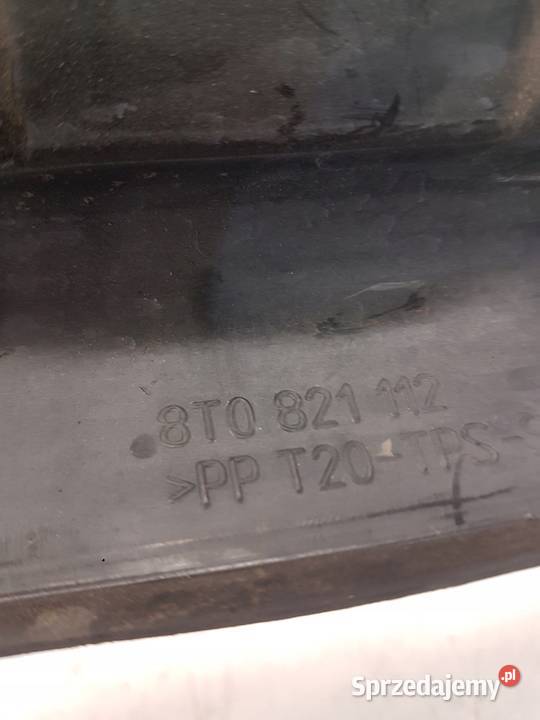 8T0 821 112
>PP T20-TPS-S
Sprzedajemy.pl